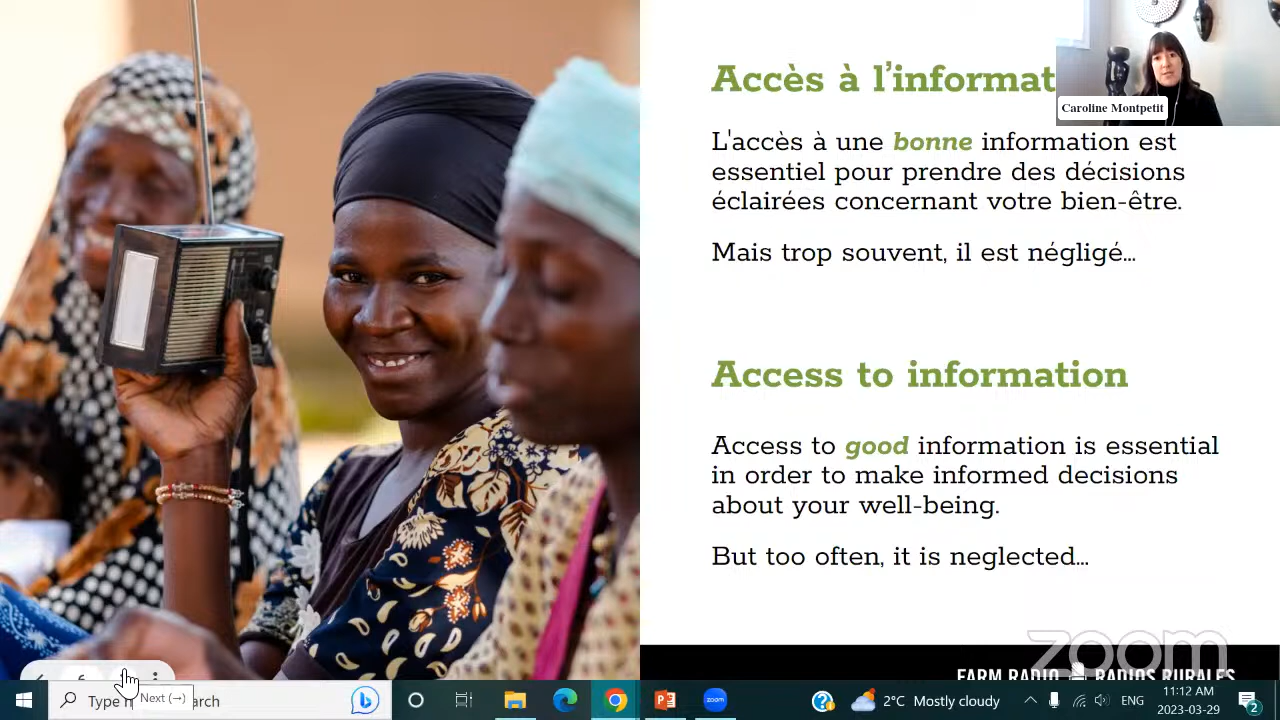 Accès à l'informat
Caroline Montpetit
L'accès à une bonne information est
essentiel pour prendre des décisions
éclairées concernant votre bien-être.
Mais trop souvent, il est négligé...
Access to information
Access to good information is essential
in order to make informed decisions
about your well-being.
But too often, it is neglected...
zoom
FARM RADIO RADIOS RURALES
Next (→)
Type arch
zoom
2°C Mostly cloudy
ENG
11:12 AM
2023-03-29
2